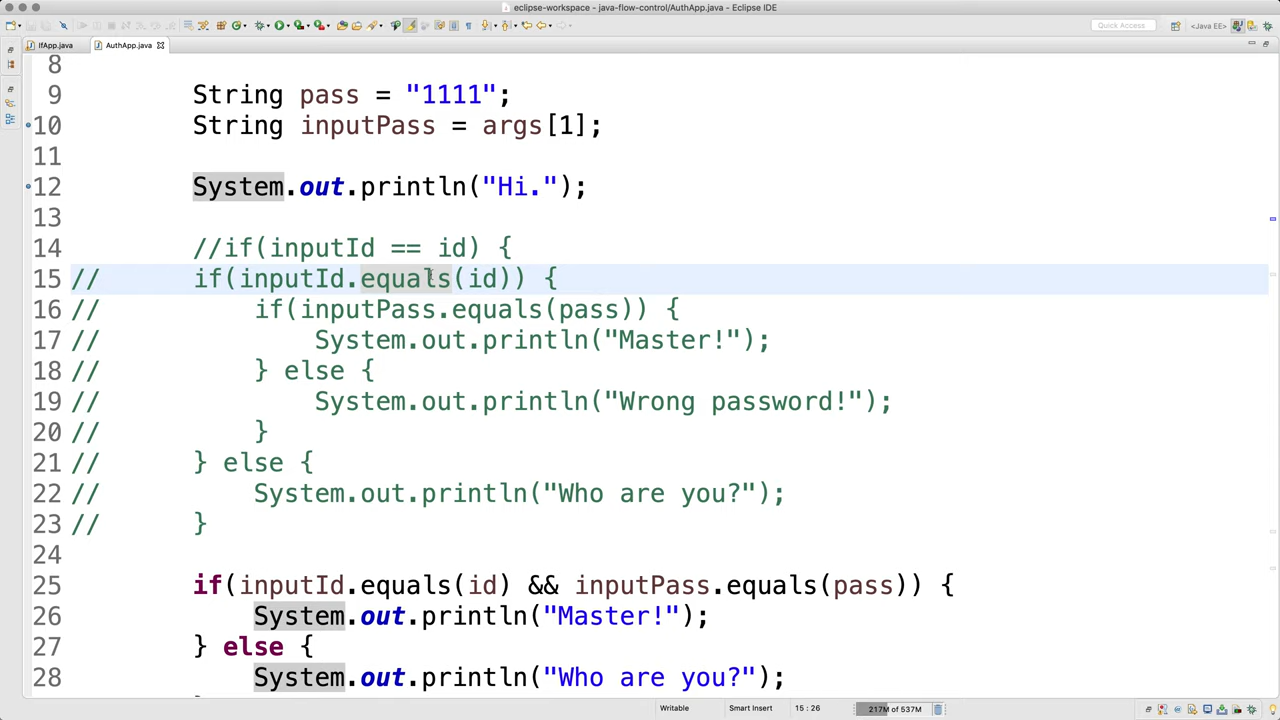 eclipse-workspace - java-flow-control/AuthApp.java - Eclipse IDE
Quick Access
<Java EE>
IfApp.java
AuthApp.java
8
9 String pass = "1111";
10 String inputPass = args[1];
11
12 System.out.println("Hi.");
13
14 //if(inputId == id) {
15 // if(inputId.equals(id)) {
16 // if(inputPass.equals(pass)) {
17 // System.out.println("Master!");
18 // } else {
19 // System.out.println("Wrong password!");
20 // }
21 // } else {
22 // System.out.println("Who are you?");
23 // }
24
25 if(inputId.equals(id) && inputPass.equals(pass)) {
26 System.out.println("Master!");
27 } else {
28 System.out.println("Who are you?");
Writable
Smart Insert
15 : 26
217M of 537M